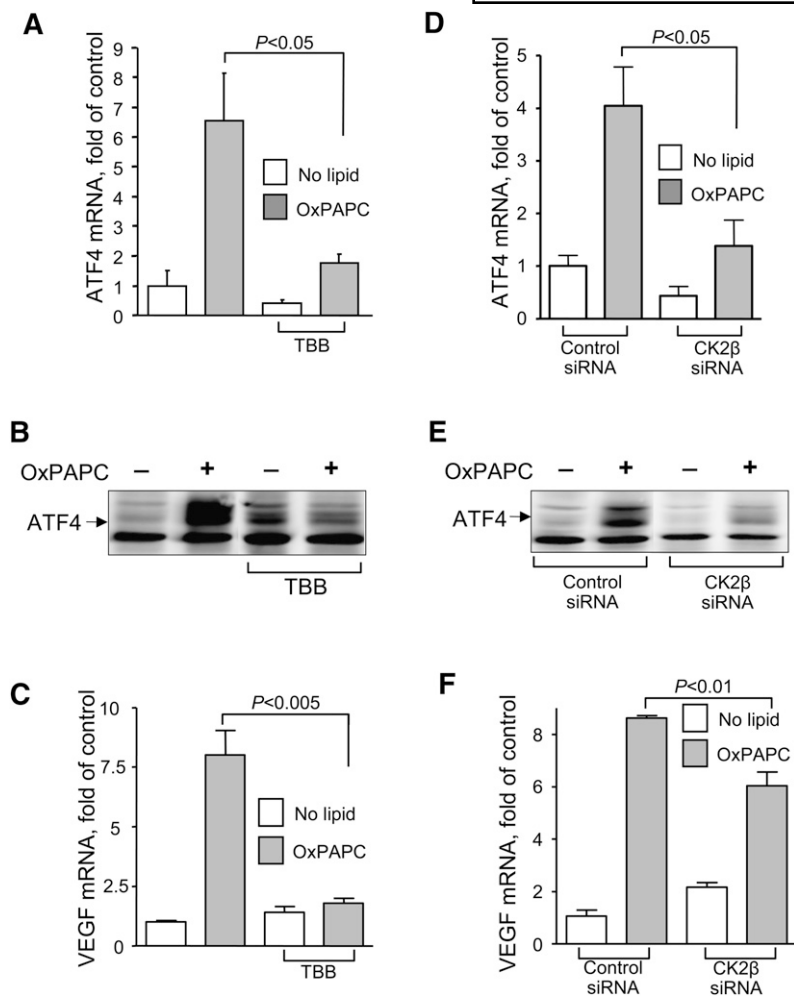 A
ATF4 mRNA, fold of control
9
8
7
6
5
4
3
2
1
0
P<0.05
No lipid
OxPAPC
TBB
B
OxPAPC – + – +
ATF4
TBB
C
VEGF mRNA, fold of control
10
7.5
5
2.5
0
P<0.005
No lipid
OxPAPC
TBB
D
ATF4 mRNA, fold of control
5
4
3
2
1
0
P<0.05
No lipid
OxPAPC
Control
siRNA
CK2β
siRNA
E
OxPAPC – + – +
ATF4
Control
siRNA
CK2β
siRNA
F
VEGF mRNA, fold of control
8
6
4
2
0
P<0.01
No lipid
OxPAPC
Control
siRNA
CK2β
siRNA